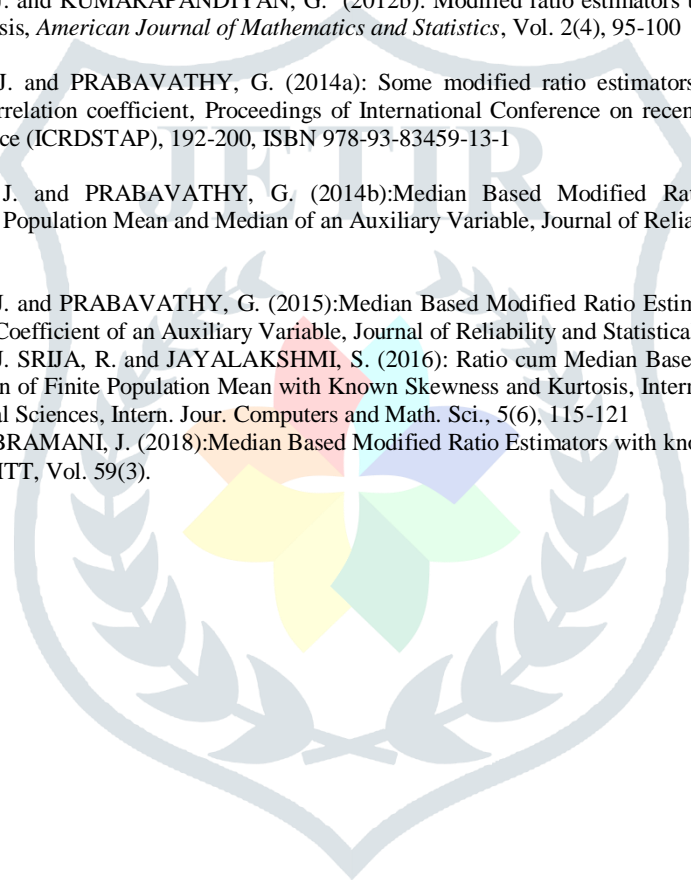 J. and KUMARAPANDIYAN, G. (2012b). Modified ratio estimators
sis, American Journal of Mathematics and Statistics, Vol. 2(4), 95-100
J. and PRABAVATHY, G. (2014a): Some modified ratio estimators
rrelation coefficient, Proceedings of International Conference on recen
ce (ICRDSTAP), 192-200, ISBN 978-93-83459-13-1
J. and PRABAVATHY, G. (2014b):Median Based Modified Ra
Population Mean and Median of an Auxiliary Variable, Journal of Relia
J. and PRABAVATHY, G. (2015):Median Based Modified Ratio Estim
Coefficient of an Auxiliary Variable, Journal of Reliability and Statistica
J. SRIJA, R. and JAYALAKSHMI, S. (2016): Ratio cum Median Base
n of Finite Population Mean with Known Skewness and Kurtosis, Intern
al Sciences, Intern. Jour. Computers and Math. Sci., 5(6), 115-121
BRAMANI, J. (2018):Median Based Modified Ratio Estimators with kno
ITT, Vol. 59(3).
JETIR